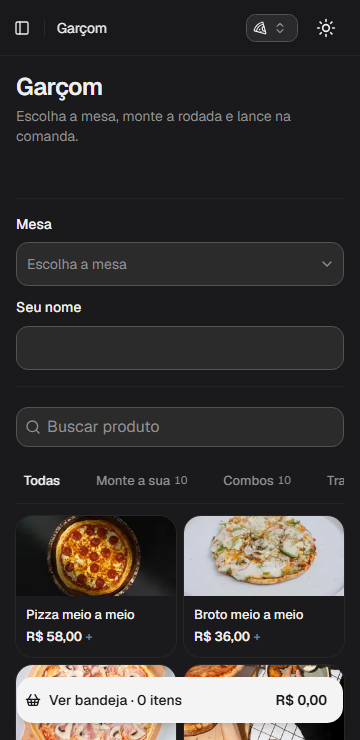 Garçom
Garçom
Escolha a mesa, monte a rodada e lance na
comanda.
Mesa
Escolha a mesa
Seu nome
Buscar produto
Todas
Monte a sua 10
Combos 10
Tra
Pizza meio a meio
R$ 58,00 +
Broto meio a meio
R$ 36,00 +
Ver bandeja · 0 itens
R$ 0,00